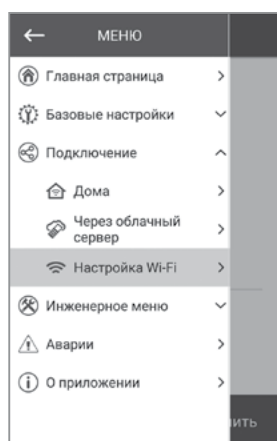 МЕНЮ
Главная страница
Базовые настройки
Подключение
Дома
Через облачный
сервер
Настройка Wi-Fi
Инженерное меню
Аварии
О приложении